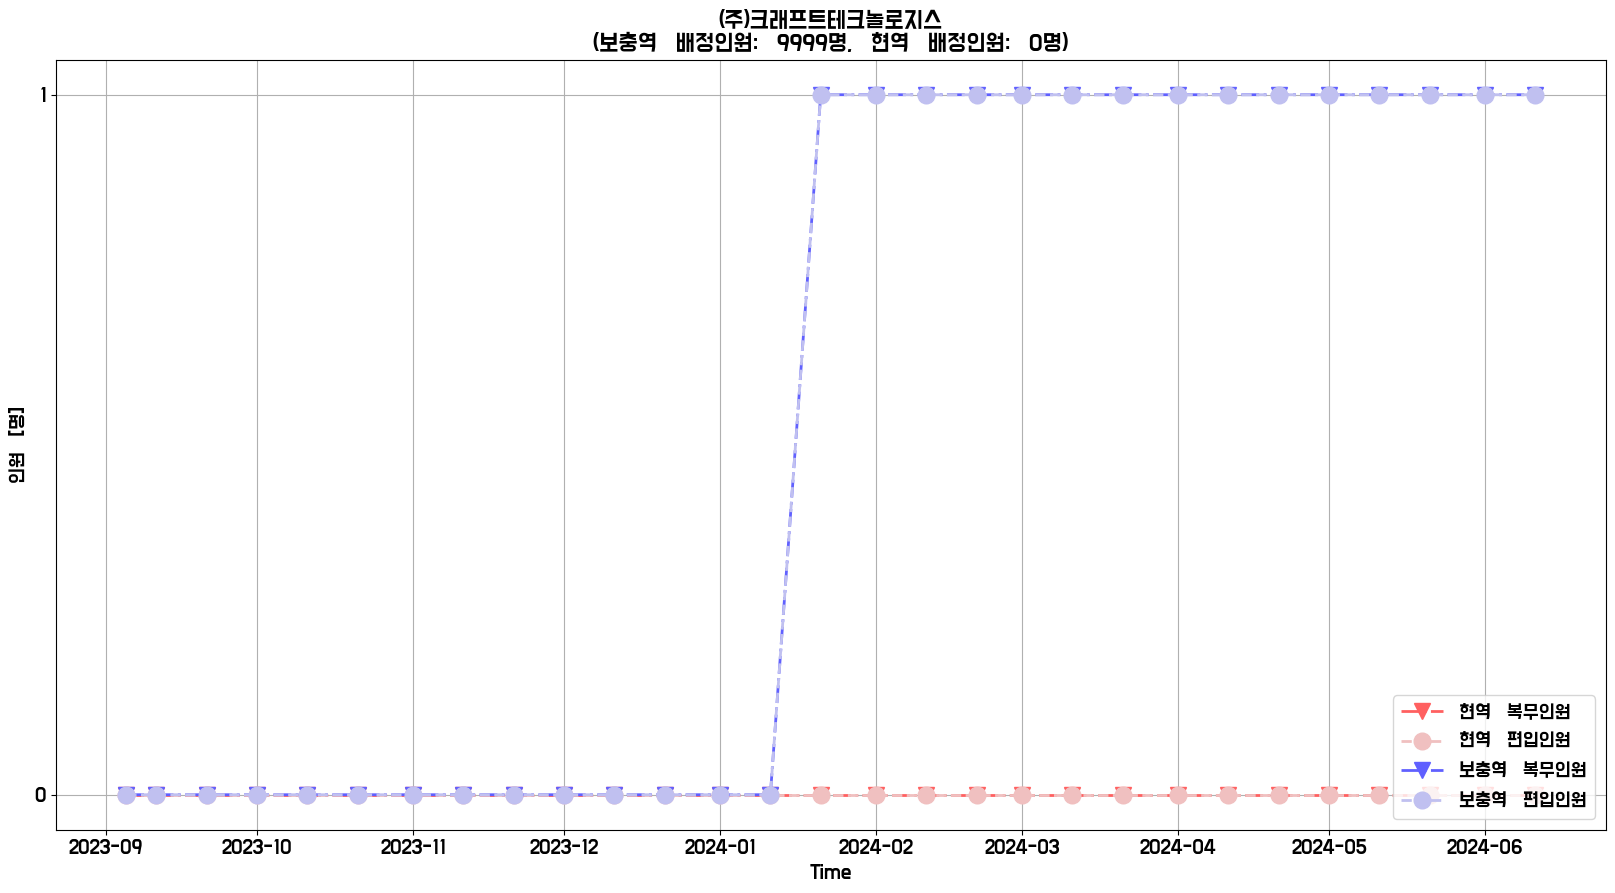 (주)크래프트테크놀로지스
(보충역 배정인원: 9999명, 현역 배정인원: 0명)
1
인원 [명]
0
현역 복무인원
현역 편입인원
보충역 복무인원
보충역 편입인원
2023-09 2023-10 2023-11 2023-12 2024-01 2024-02 2024-03 2024-04 2024-05 2024-06
Time